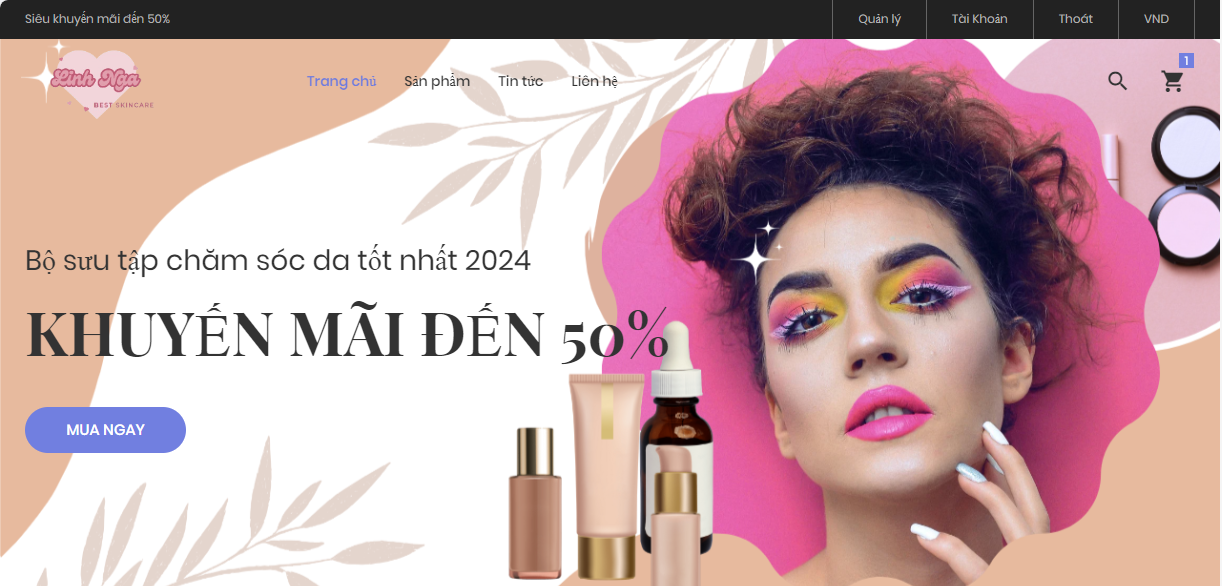 Siêu khuyến mãi đến 50%
Quản lý
Tài Khoản
Thoát
VND
Linh Nga
BEST SKINCARE
Trang chủ
Sản phẩm
Tin tức
Liên hệ
1
Bộ sưu tập chăm sóc da tốt nhất 2024
KHUYẾN MÃI ĐẾN 50%
MUA NGAY